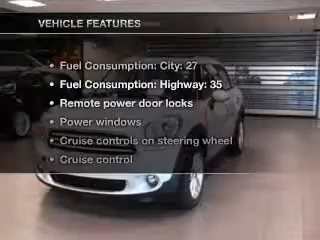 VEHICLE FEATURES
• Fuel Consumption: City: 27
• Fuel Consumption: Highway: 35
• Remote power door locks
• Power windows
• Cruise controls on steering wheel
• Cruise control